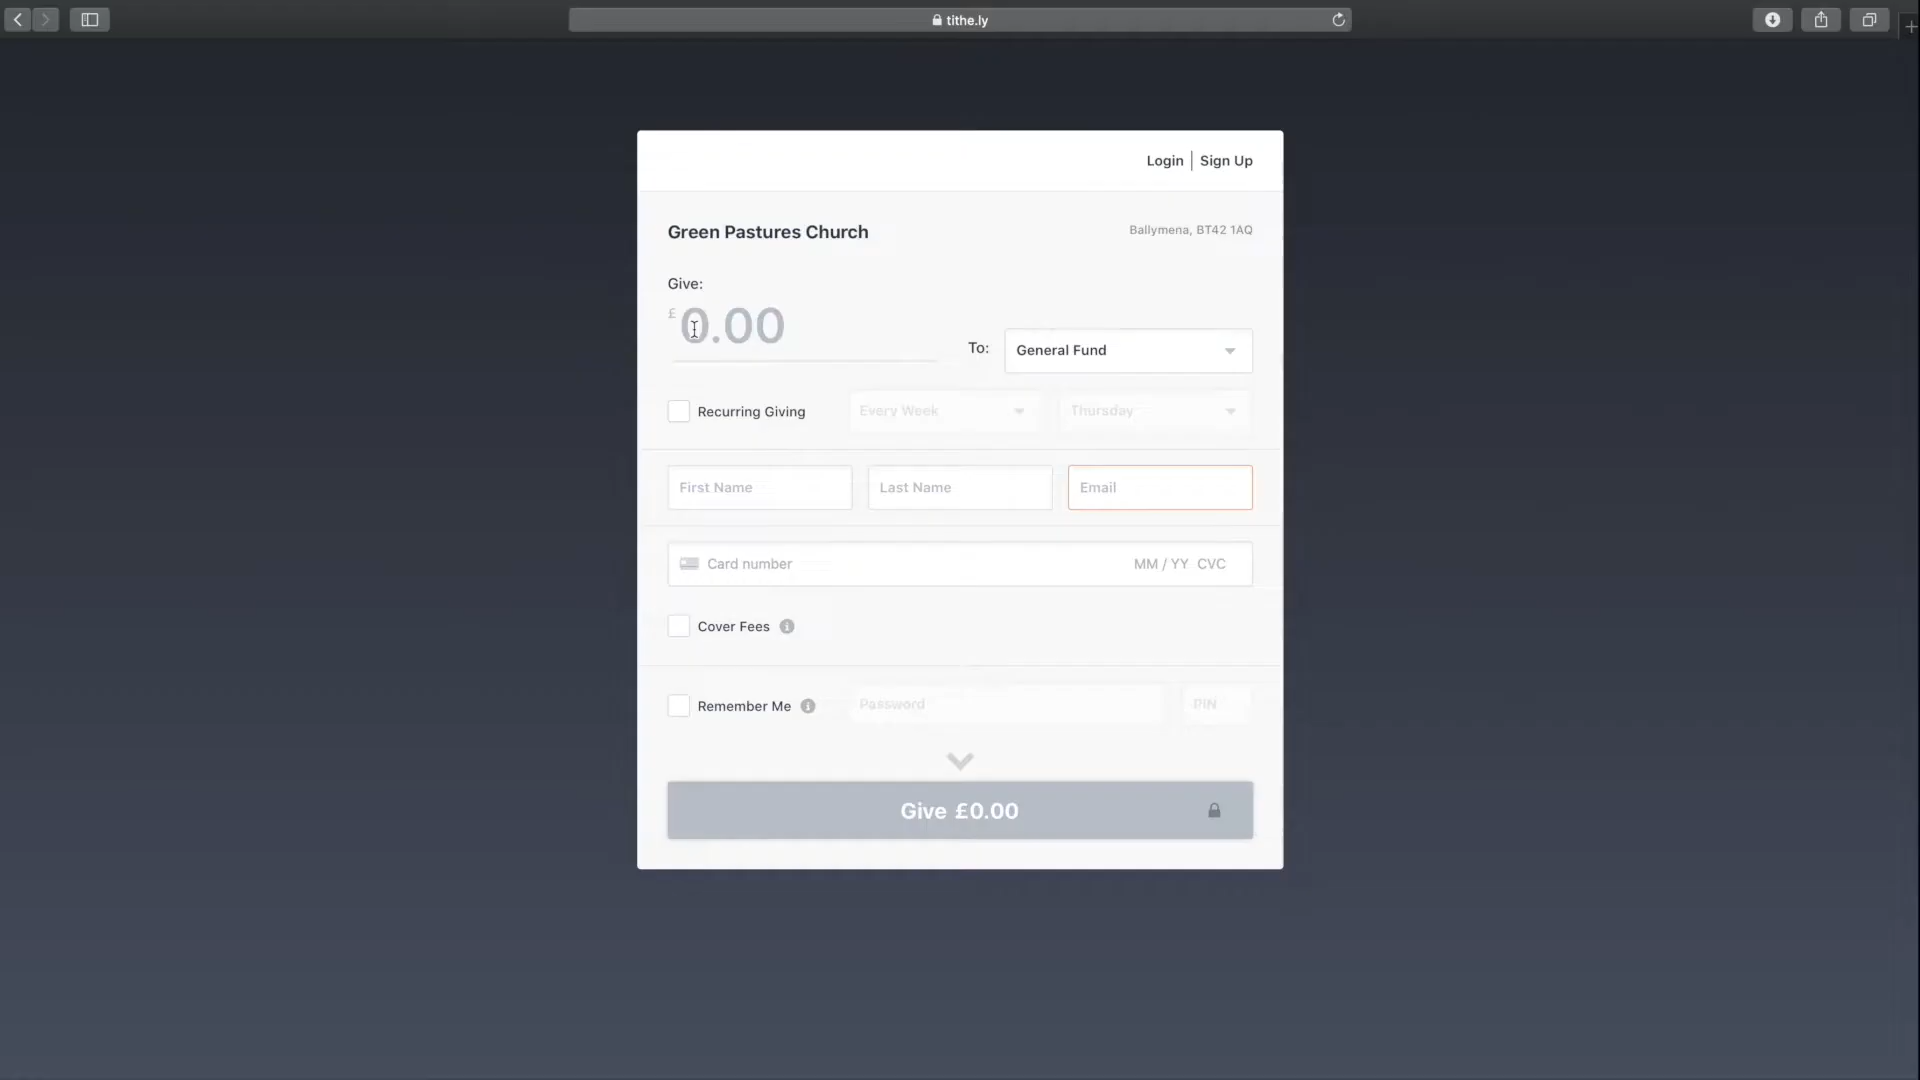 tithe.ly
Login | Sign Up
Green Pastures Church
Ballymena, BT42 1AQ
Give:
£0.00
To: General Fund
Recurring Giving Every Week Thursday
First Name Last Name Email
Card number MM / YY CVC
Cover Fees
Remember Me Password PIN
Give £0.00